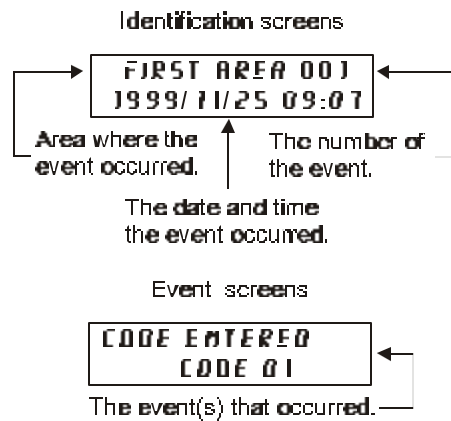 Identification screens
FIRST AREA 001
1999/11/25 09:07
Area where the
event occurred.
The number of
the event.
The date and time
the event occurred.
Event screens
CODE ENTERED
CODE 01
The event(s) that occurred.